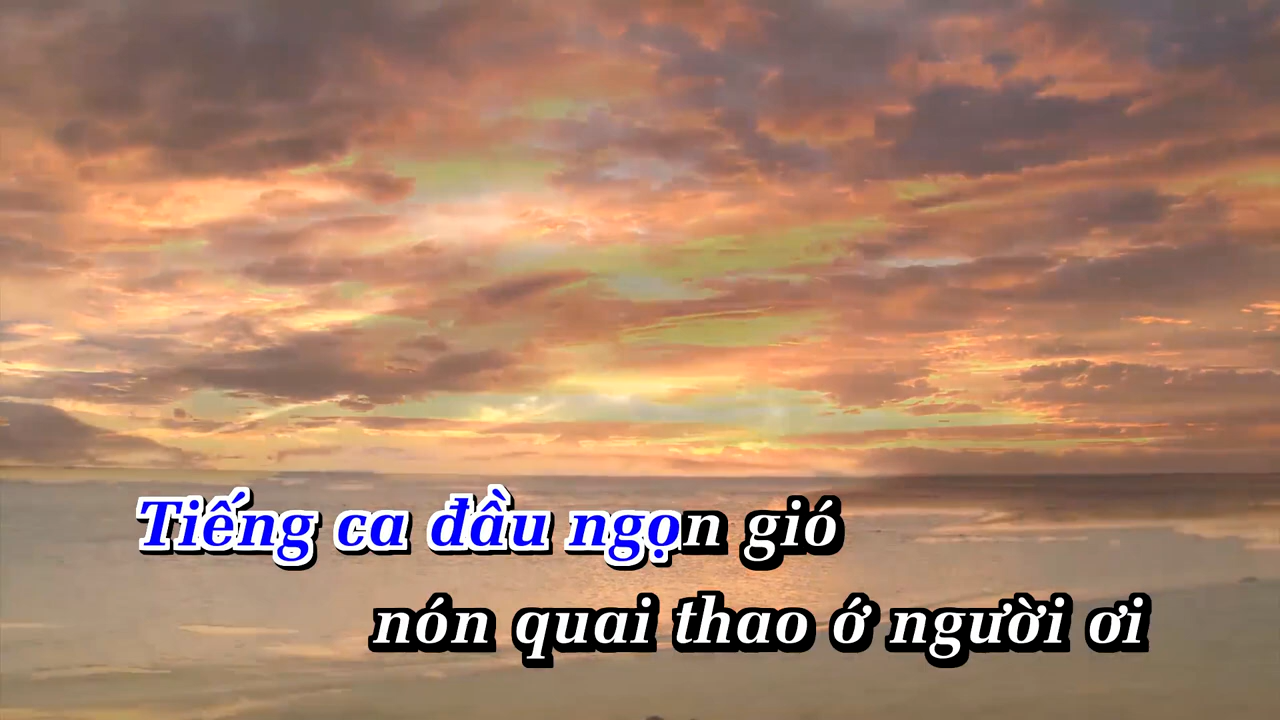 Tiếng ca đầu ngọn gió
nón quai thao ớ người ơi